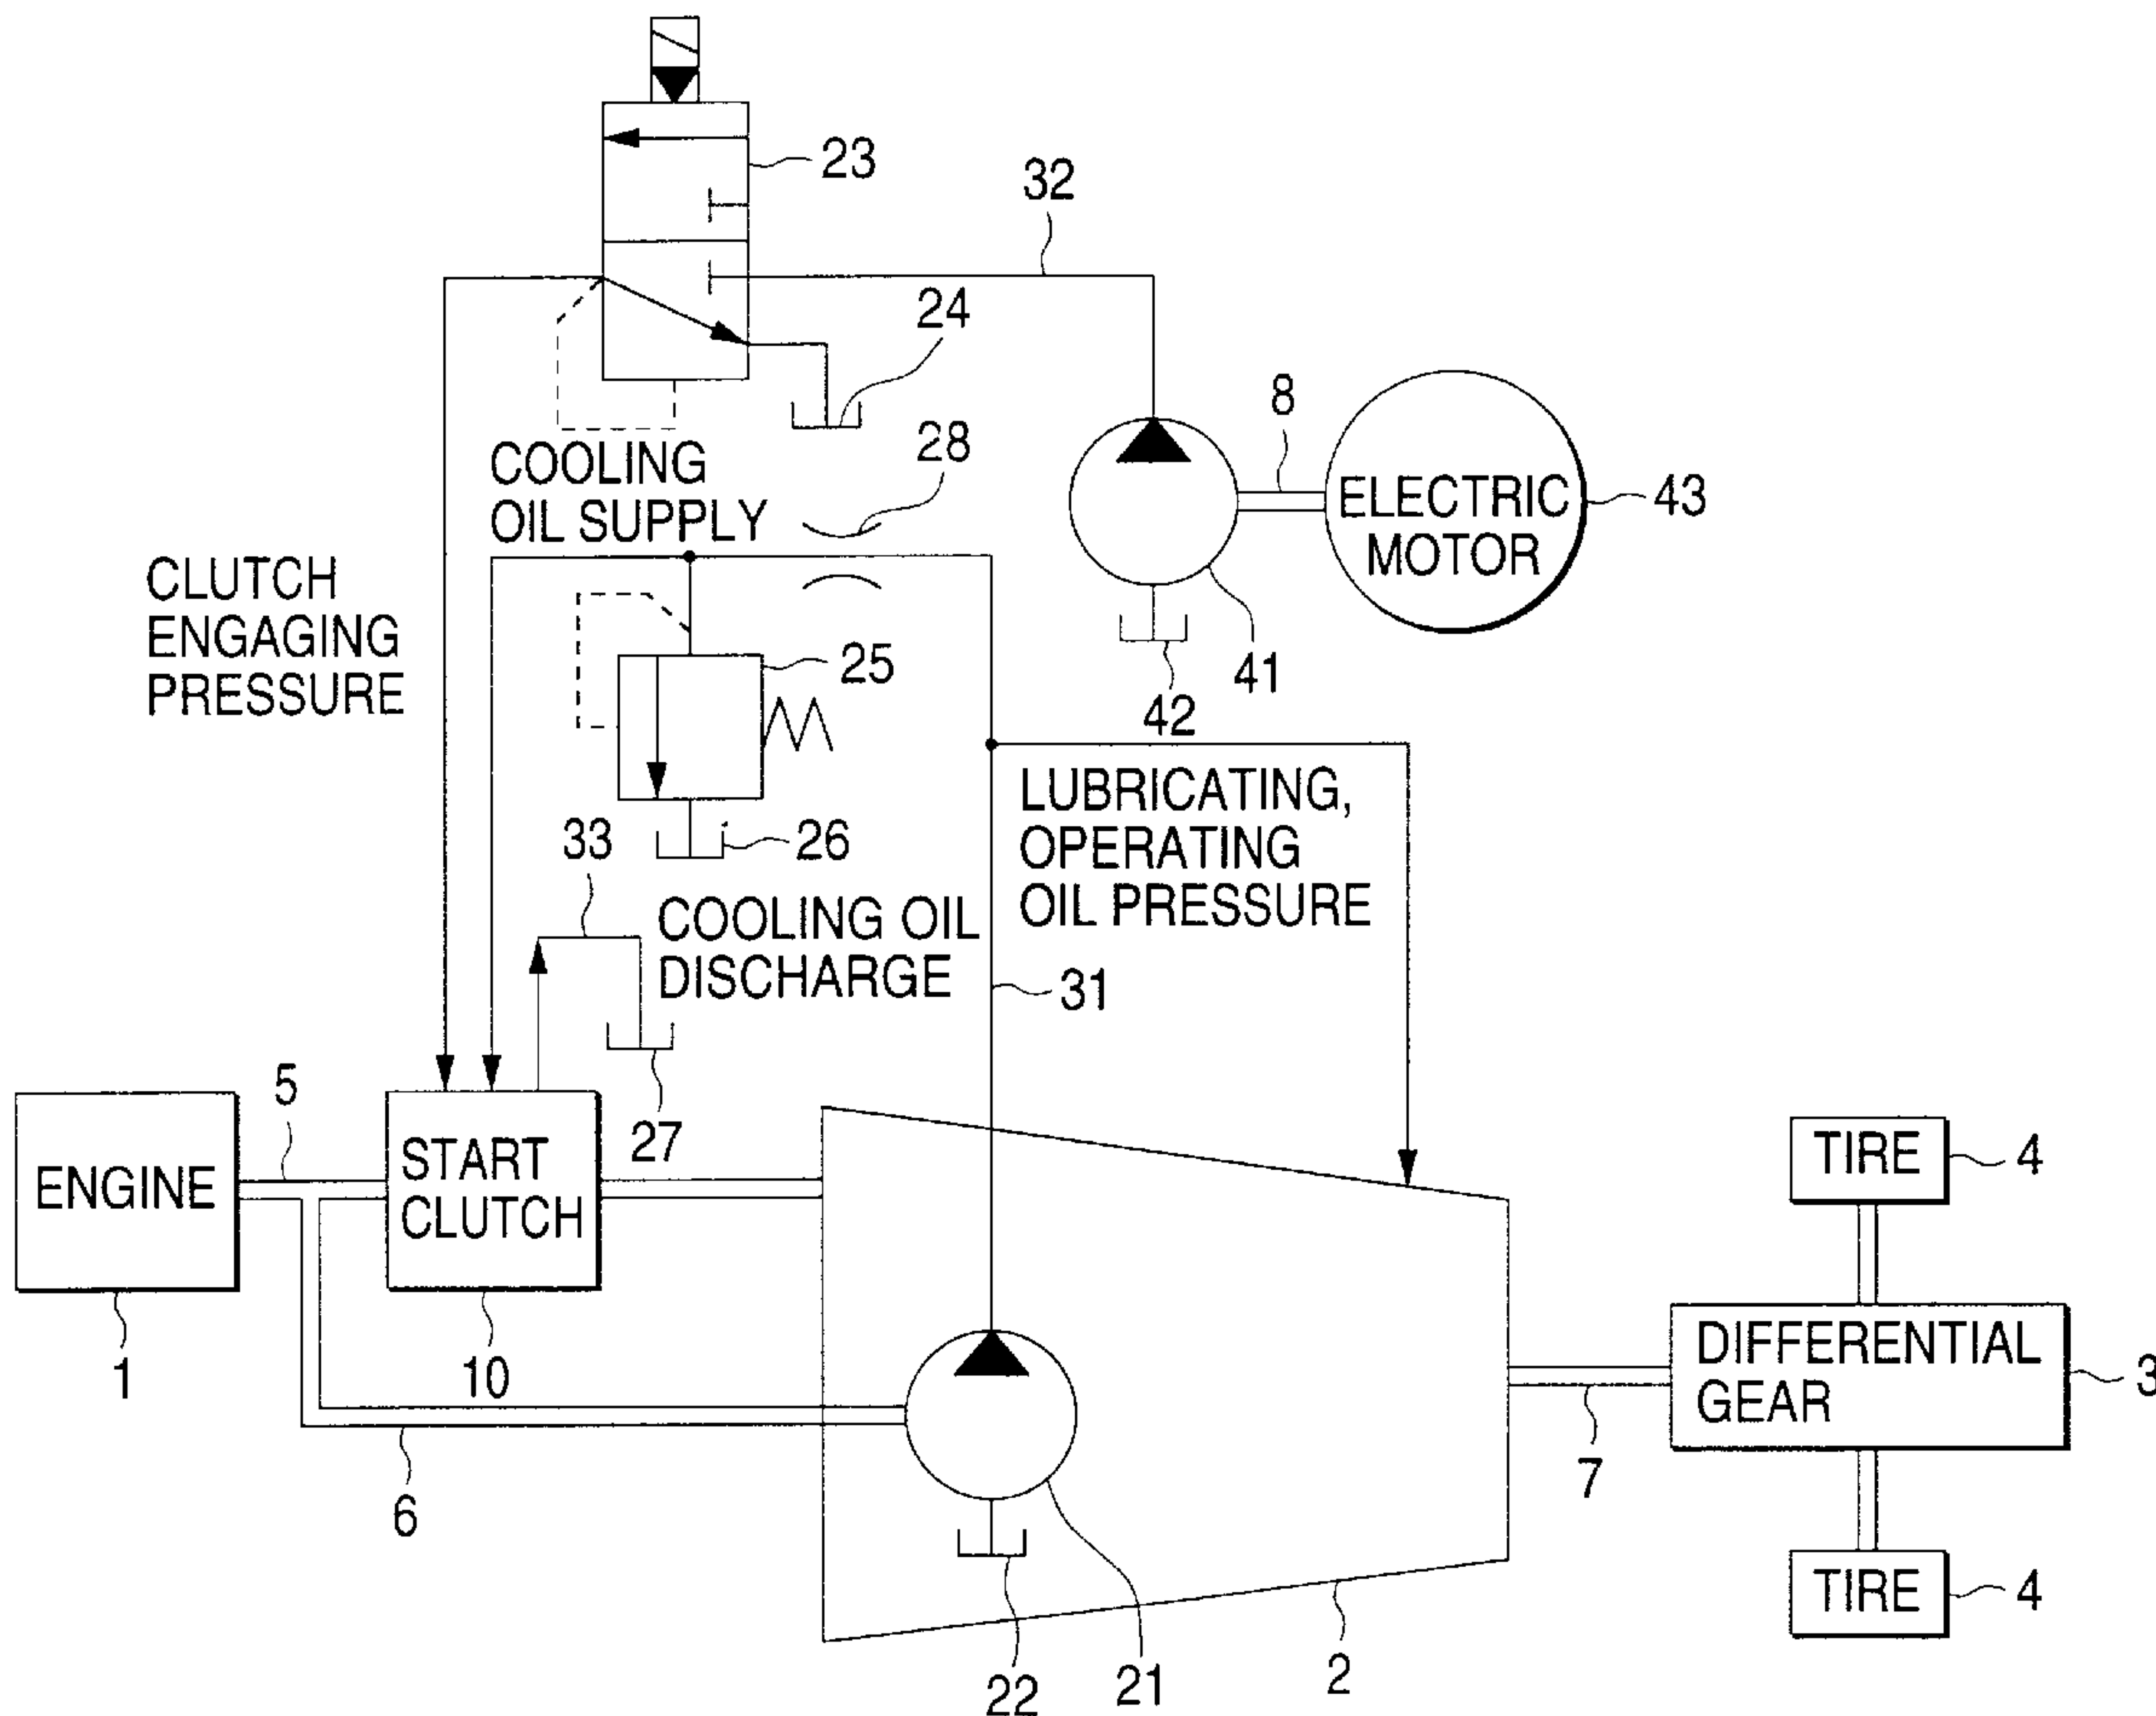 23
32
24
8
28
COOLING
OIL SUPPLY
ELECTRIC
MOTOR
43
CLUTCH
ENGAGING
PRESSURE
25
41
42
LUBRICATING,
OPERATING
OIL PRESSURE
33
26
COOLING OIL
DISCHARGE
31
5
27
ENGINE
START
CLUTCH
TIRE
4
1
10
DIFFERENTIAL
GEAR
3
6
7
TIRE
4
22
21
2